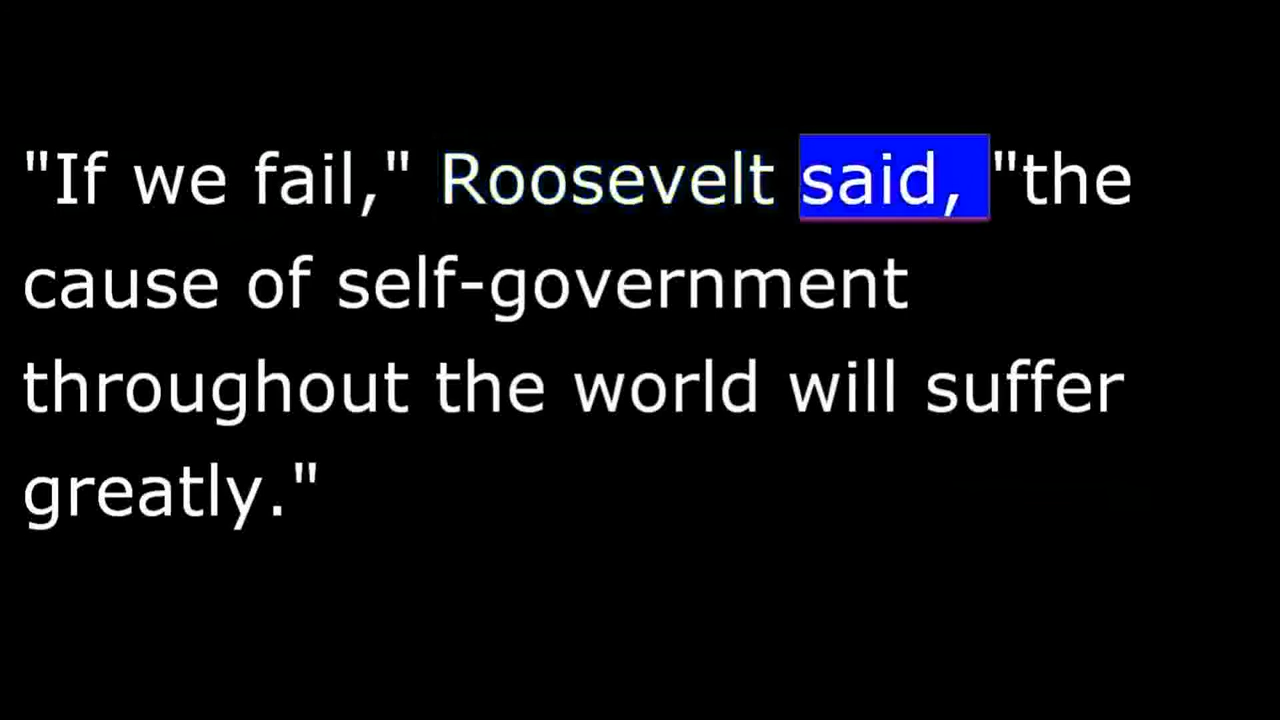 "If we fail," Roosevelt said, "the
cause of self-government
throughout the world will suffer
greatly."